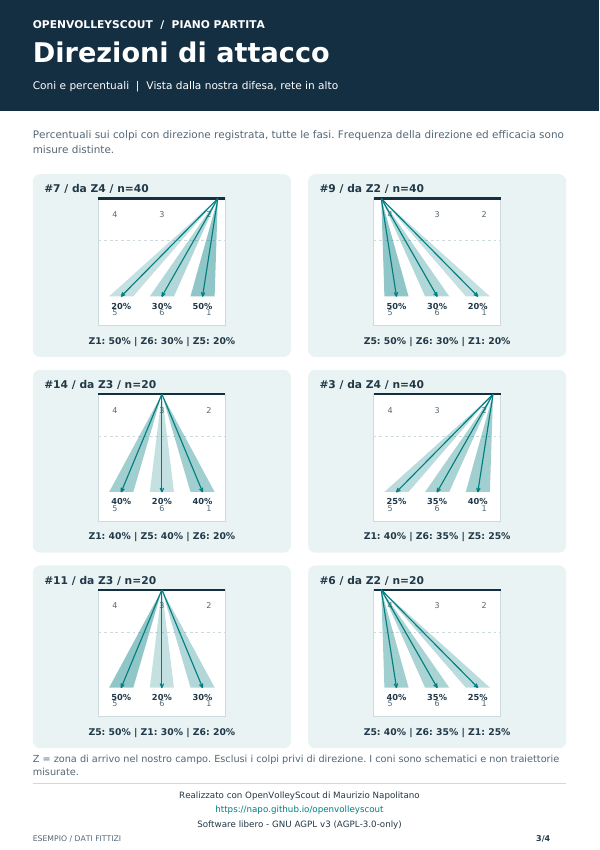 OPENVOLLEYSCOUT / PIANO PARTITA
Direzioni di attacco
Coni e percentuali | Vista dalla nostra difesa, rete in alto
Percentuali sui colpi con direzione registrata, tutte le fasi. Frequenza della direzione ed efficacia sono
misure distinte.
#7 / da Z4 / n=40
4 3 2
20% 30% 50%
5 6 1
Z1: 50% | Z6: 30% | Z5: 20%
#9 / da Z2 / n=40
4 3 2
50% 30% 20%
5 6 1
Z5: 50% | Z6: 30% | Z1: 20%
#14 / da Z3 / n=20
4 3 2
40% 20% 40%
5 6 1
Z1: 40% | Z5: 40% | Z6: 20%
#3 / da Z4 / n=40
4 3 2
25% 35% 40%
5 6 1
Z1: 40% | Z6: 35% | Z5: 25%
#11 / da Z3 / n=20
4 3 2
50% 20% 30%
5 6 1
Z5: 50% | Z1: 30% | Z6: 20%
#6 / da Z2 / n=20
4 3 2
40% 35% 25%
5 6 1
Z5: 40% | Z6: 35% | Z1: 25%
Z = zona di arrivo nel nostro campo. Esclusi i colpi privi di direzione. I coni sono schematici e non traiettorie
misurate.
Realizzato con OpenVolleyScout di Maurizio Napolitano
https://napo.github.io/openvolleyscout
Software libero - GNU AGPL v3 (AGPL-3.0-only)
ESEMPIO / DATI FITTIZI 3/4